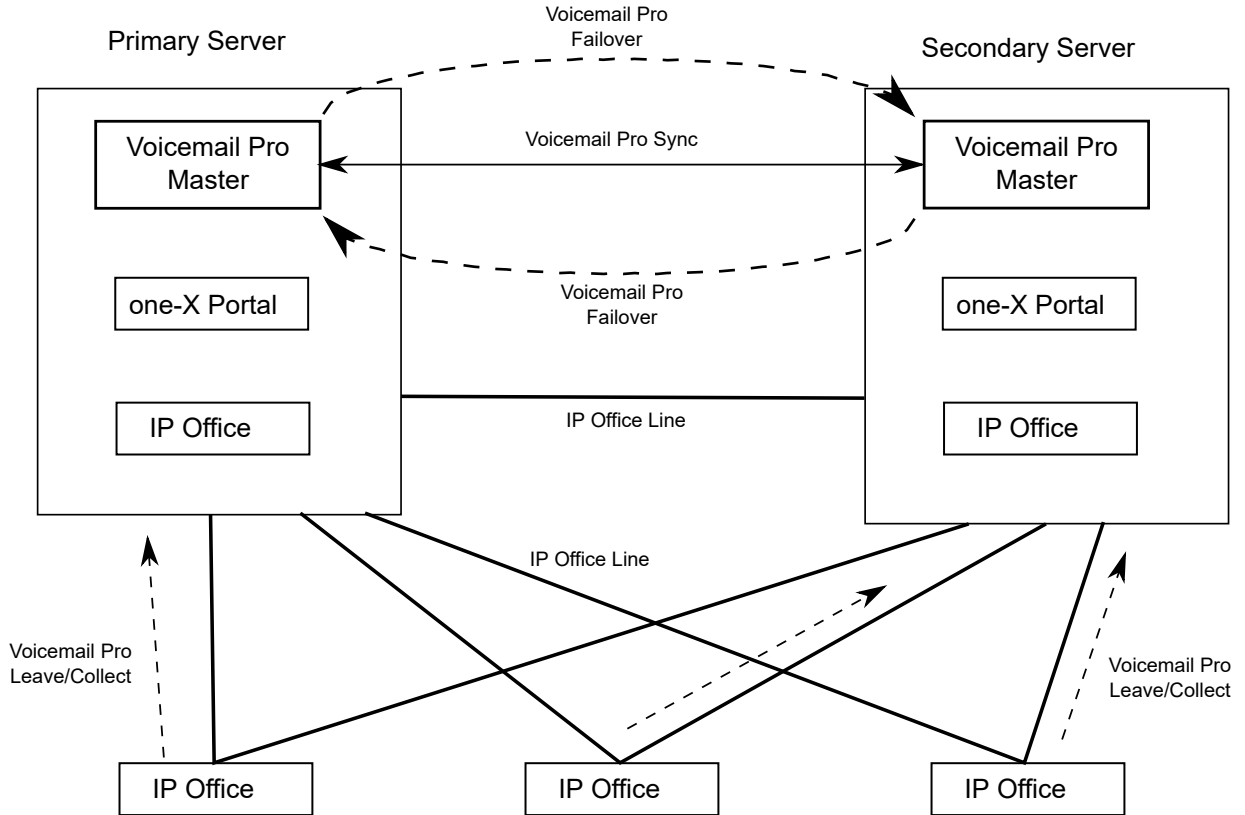 Voicemail Pro
Failover
Primary Server
Secondary Server
Voicemail Pro
Master
Voicemail Pro Sync
Voicemail Pro
Master
Voicemail Pro
Failover
one-X Portal
one-X Portal
IP Office
IP Office Line
IP Office
IP Office Line
Voicemail Pro
Leave/Collect
Voicemail Pro
Leave/Collect
IP Office
IP Office
IP Office